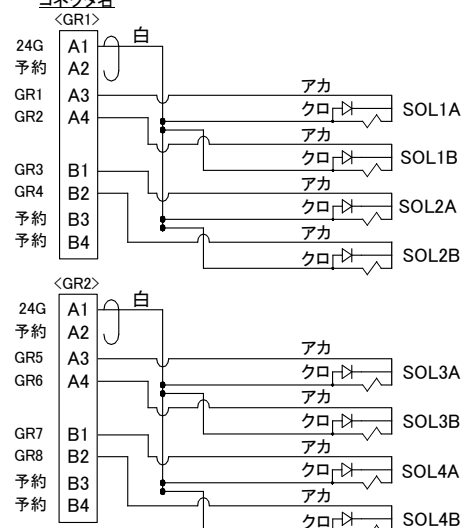 コネクタ名
<GR1>
白
24G A1
予約 A2
GR1 A3 アカ
クロ SOL1A
GR2 A4 アカ
クロ SOL1B
GR3 B1 アカ
クロ SOL2A
GR4 B2 アカ
予約 B3
予約 B4
クロ SOL2B
<GR2>
白
24G A1
予約 A2
GR5 A3 アカ
クロ SOL3A
GR6 A4 アカ
クロ SOL3B
GR7 B1 アカ
クロ SOL4A
GR8 B2 アカ
予約 B3
予約 B4
クロ SOL4B